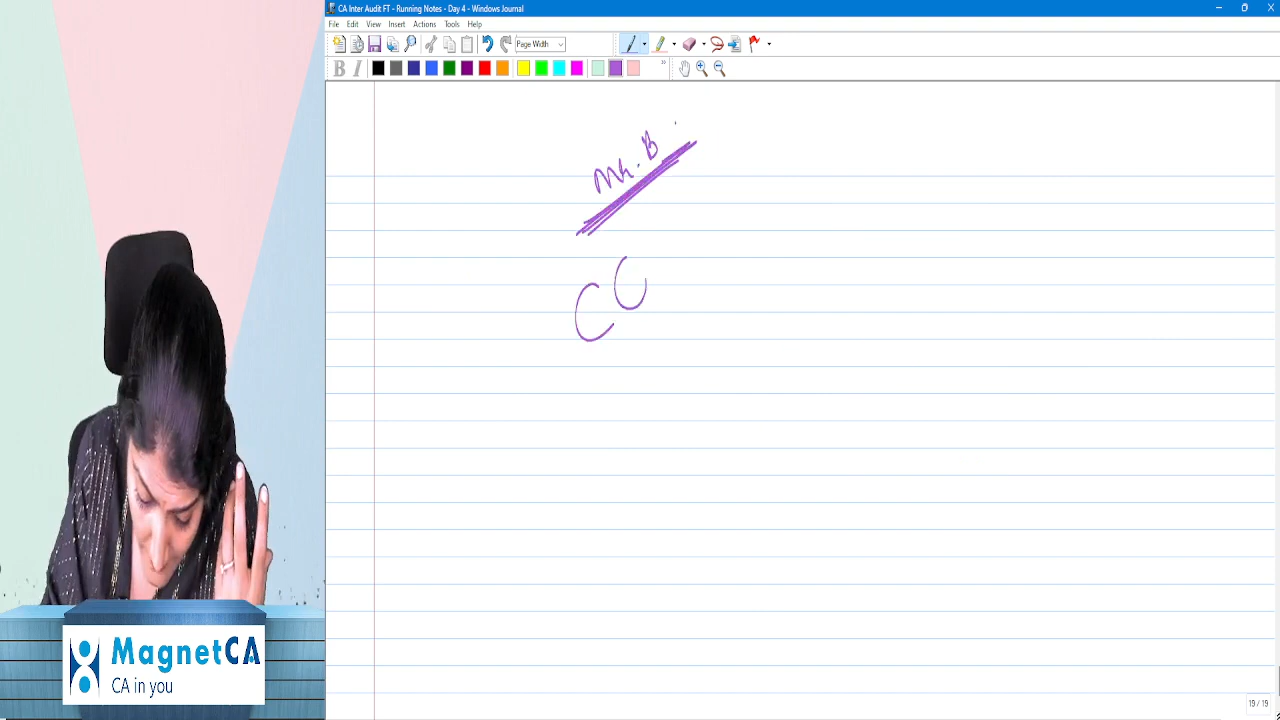 CA Inter Audit FT - Running Notes - Day 4 - Windows Journal
File Edit View Insert Actions Tools Help
Page Width
B I
Mr. B
CC
19 / 19
MagnetCA
CA in you